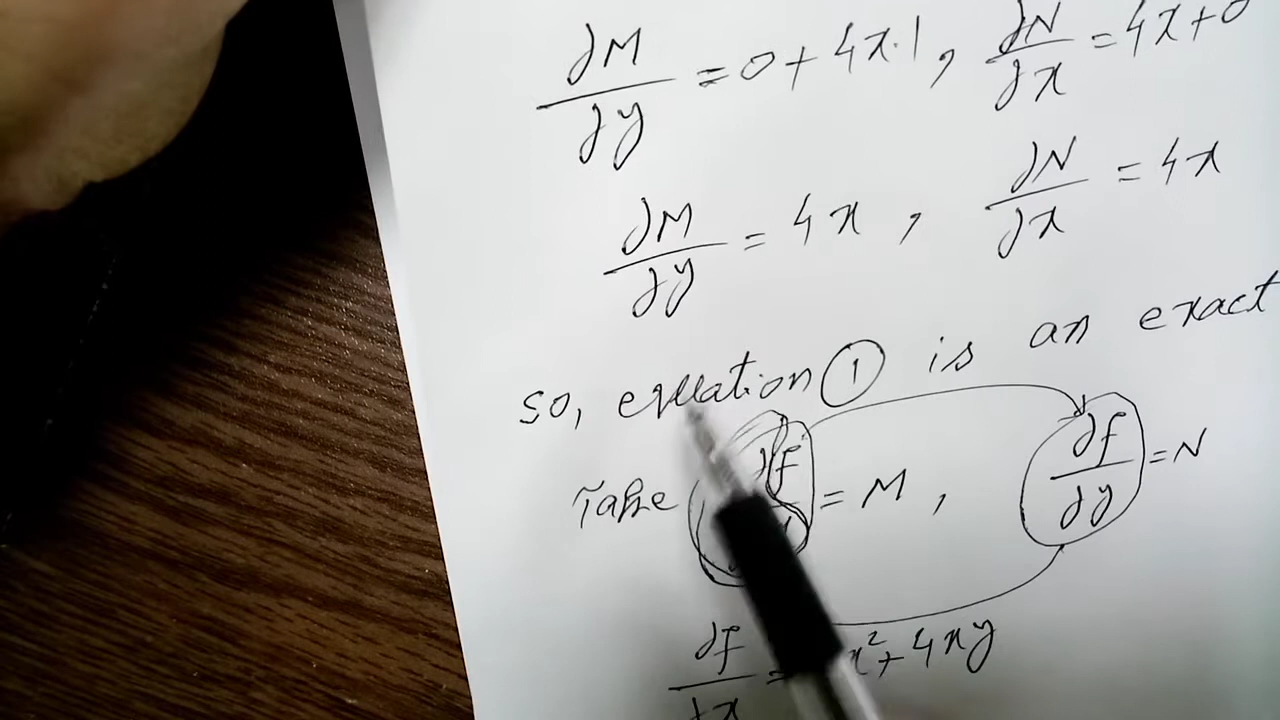 ∂M/∂y = 0 + 4x.1 , ∂N/∂x = 4x+0
∂M/∂y = 4x , ∂N/∂x = 4x
so, equation ① is an exact
Take ∂f = M , ∂f/∂y = N
∂f/∂x = x² + 4xy